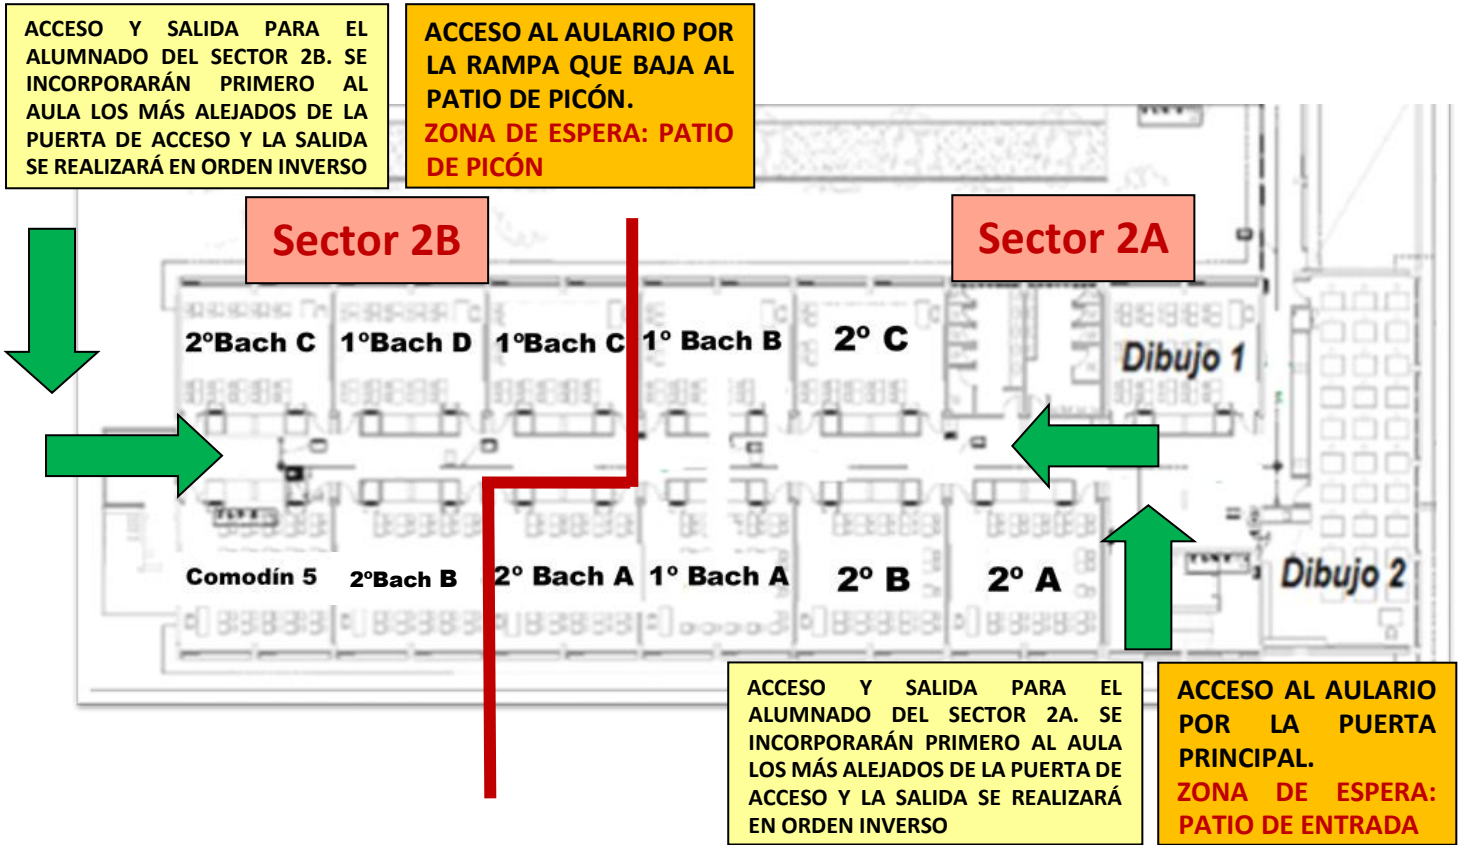 ACCESO Y SALIDA PARA EL
ALUMNADO DEL SECTOR 2B. SE
INCORPORARÁN PRIMERO AL
AULA LOS MÁS ALEJADOS DE LA
PUERTA DE ACCESO Y LA SALIDA
SE REALIZARÁ EN ORDEN INVERSO
ACCESO AL AULARIO POR
LA RAMPA QUE BAJA AL
PATIO DE PICÓN.
ZONA DE ESPERA: PATIO
DE PICÓN
Sector 2B
Sector 2A
2ºBach C
1ºBach D
1ºBach C
1º Bach B
2º C
Dibujo 1
Comodín 5
2ºBach B
2º Bach A
1º Bach A
2º B
2º A
Dibujo 2
ACCESO Y SALIDA PARA EL
ALUMNADO DEL SECTOR 2A. SE
INCORPORARÁN PRIMERO AL AULA
LOS MÁS ALEJADOS DE LA PUERTA DE
ACCESO Y LA SALIDA SE REALIZARÁ
EN ORDEN INVERSO
ACCESO AL AULARIO
POR LA PUERTA
PRINCIPAL.
ZONA DE ESPERA:
PATIO DE ENTRADA